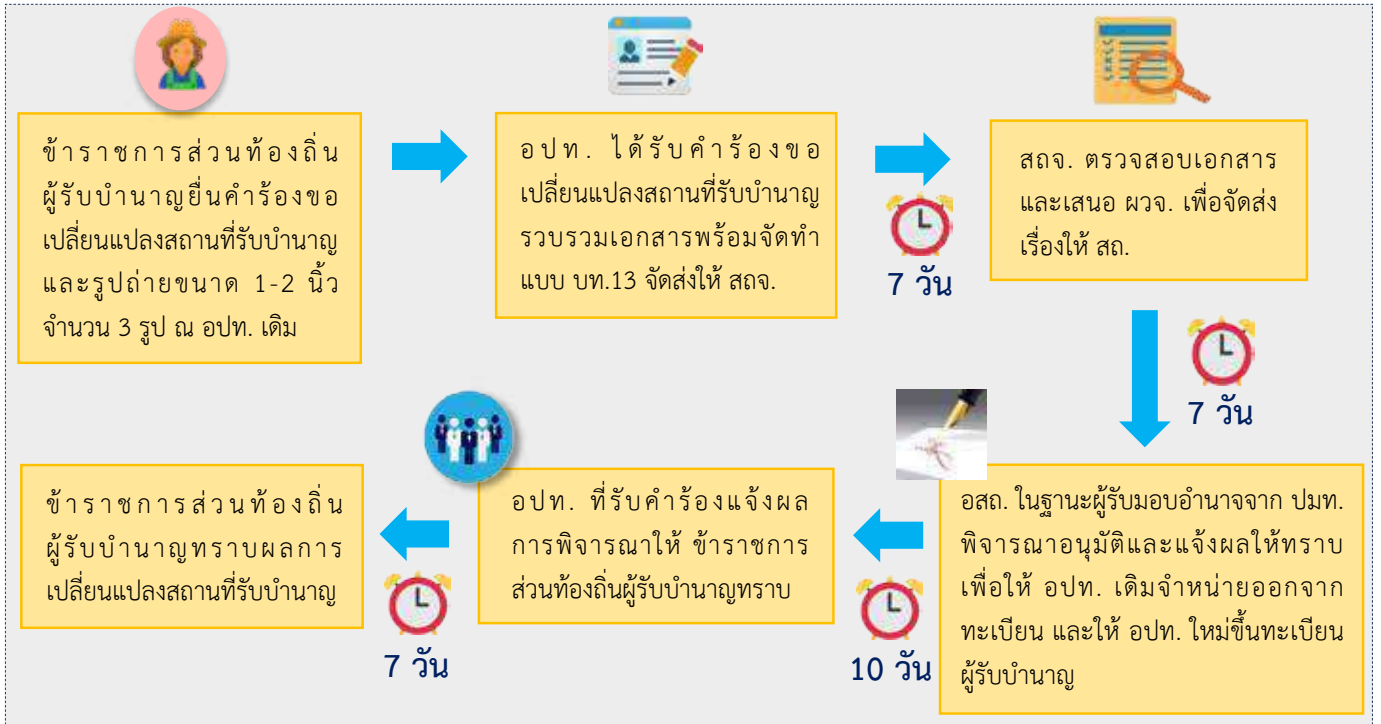 ข้าราชการส่วนท้องถิ่น
ผู้รับบำนาญยื่นคำร้องขอ
เปลี่ยนแปลงสถานที่รับบำนาญ
และรูปถ่ายขนาด 1-2 นิ้ว
จำนวน 3 รูป ณ อปท. เดิม
อปท. ได้รับคำร้องขอ
เปลี่ยนแปลงสถานที่รับบำนาญ
รวบรวมเอกสารพร้อมจัดทำ
แบบ บท.13 จัดส่งให้ สถจ.
7 วัน
สถจ. ตรวจสอบเอกสาร
และเสนอ ผวจ. เพื่อจัดส่ง
เรื่องให้ สถ.
7 วัน
อสถ. ในฐานะผู้รับมอบอำนาจจาก ปมท.
พิจารณาอนุมัติและแจ้งผลให้ทราบ
เพื่อให้ อปท. เดิมจำหน่ายออกจาก
ทะเบียน และให้ อปท. ใหม่ขึ้นทะเบียน
ผู้รับบำนาญ
10 วัน
อปท. ที่รับคำร้องแจ้งผล
การพิจารณาให้ ข้าราชการ
ส่วนท้องถิ่นผู้รับบำนาญทราบ
7 วัน
ข้าราชการส่วนท้องถิ่น
ผู้รับบำนาญทราบผลการ
เปลี่ยนแปลงสถานที่รับบำนาญ